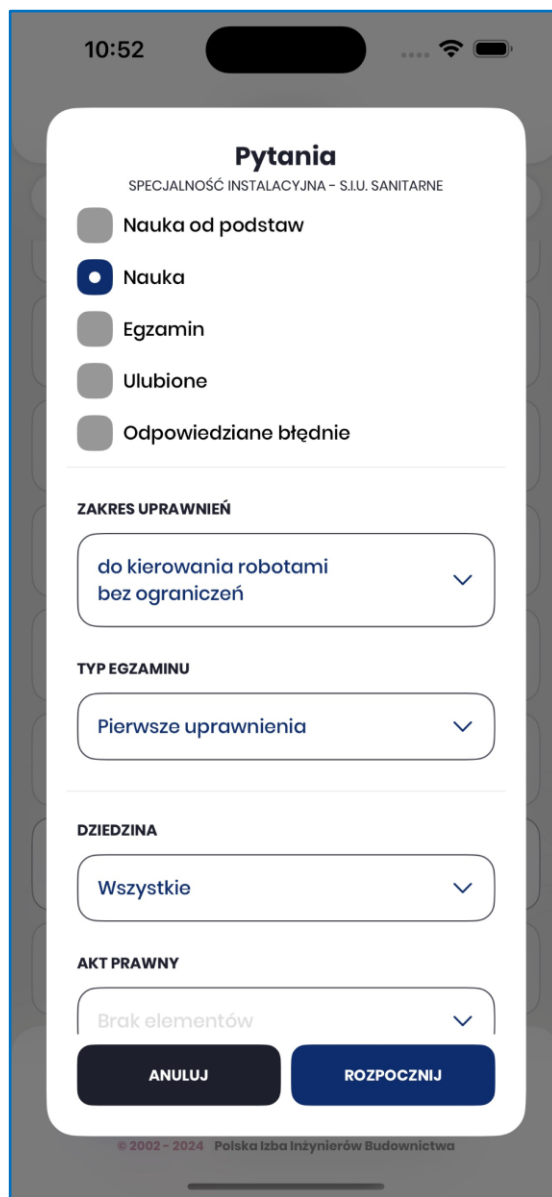 10:52
Pytania
SPECJALNOŚĆ INSTALACYJNA - S.I.U. SANITARNE
Nauka od podstaw
Nauka
Egzamin
Ulubione
Odpowiedziane błędnie
ZAKRES UPRAWNIEŃ
do kierowania robotami
bez ograniczeń
TYP EGZAMINU
Pierwsze uprawnienia
DZIEDZINA
Wszystkie
AKT PRAWNY
Brak elementów
ANULUJ
ROZPOCZNIJ
© 2002 - 2024 Polska Izba Inżynierów Budownictwa